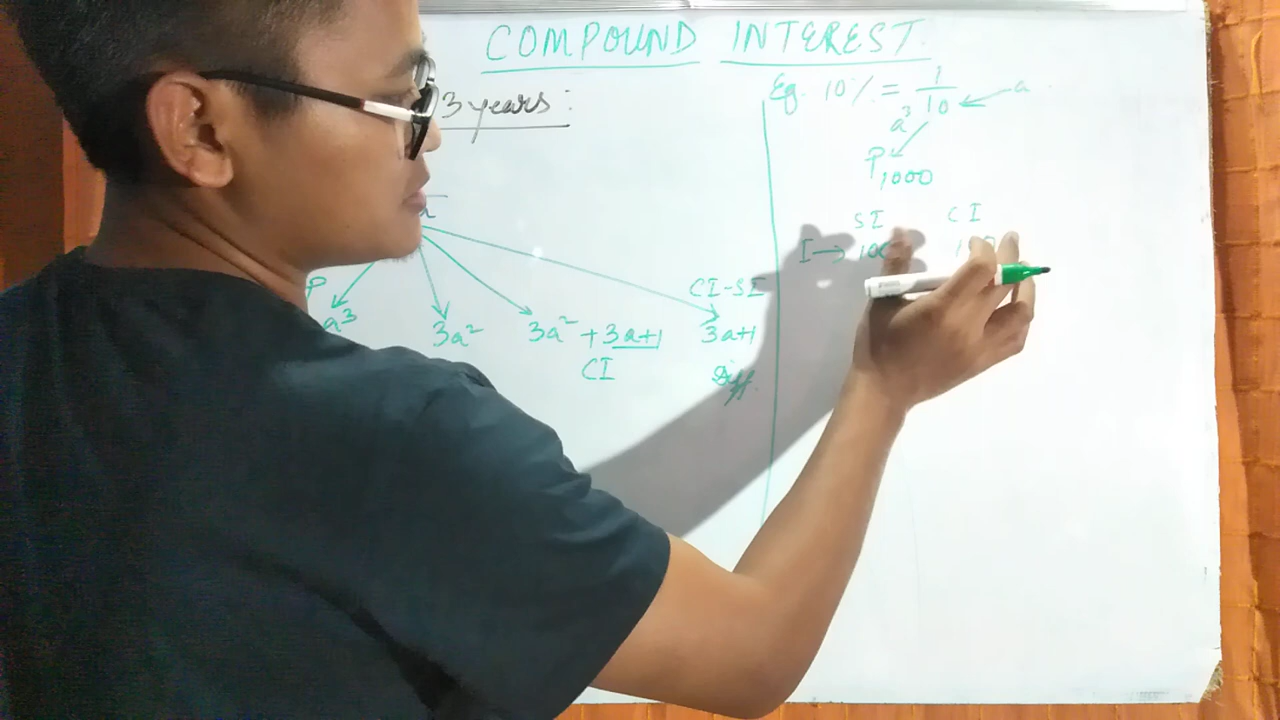 COMPOUND INTEREST
3 years :
Eg. 10% = 1/10 ← a
a³
P 1000
SI CI
I → 100
P
a³ 3a² 3a² + 3a+1 3a+1
CI
CI-SI
Diff.